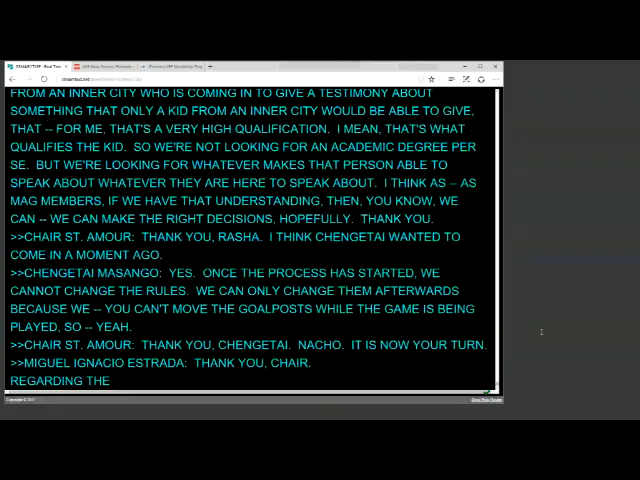 FROM AN INNER CITY WHO IS COMING IN TO GIVE A TESTIMONY ABOUT
SOMETHING THAT ONLY A KID FROM AN INNER CITY WOULD BE ABLE TO GIVE,
THAT -- FOR ME, THAT'S A VERY HIGH QUALIFICATION.  I MEAN, THAT'S WHAT
QUALIFIES THE KID.  SO WE'RE NOT LOOKING FOR AN ACADEMIC DEGREE PER
SE.  BUT WE'RE LOOKING FOR WHATEVER MAKES THAT PERSON ABLE TO
SPEAK ABOUT WHATEVER THEY ARE HERE TO SPEAK ABOUT.  I THINK AS – AS
MAG MEMBERS, IF WE HAVE THAT UNDERSTANDING, THEN, YOU KNOW, WE
CAN -- WE CAN MAKE THE RIGHT DECISIONS, HOPEFULLY.  THANK YOU.
>>CHAIR ST. AMOUR:  THANK YOU, RASHA.  I THINK CHENGETAI WANTED TO
COME IN A MOMENT AGO.
>>CHENGETAI MASANGO:  YES.  ONCE THE PROCESS HAS STARTED, WE
CANNOT CHANGE THE RULES.  WE CAN ONLY CHANGE THEM AFTERWARDS
BECAUSE WE -- YOU CAN'T MOVE THE GOALPOSTS WHILE THE GAME IS BEING
PLAYED, SO -- YEAH.
>>CHAIR ST. AMOUR:  THANK YOU, CHENGETAI.  NACHO.  IT IS NOW YOUR TURN.
>>MIGUEL IGNACIO ESTRADA:  THANK YOU, CHAIR.
REGARDING THE